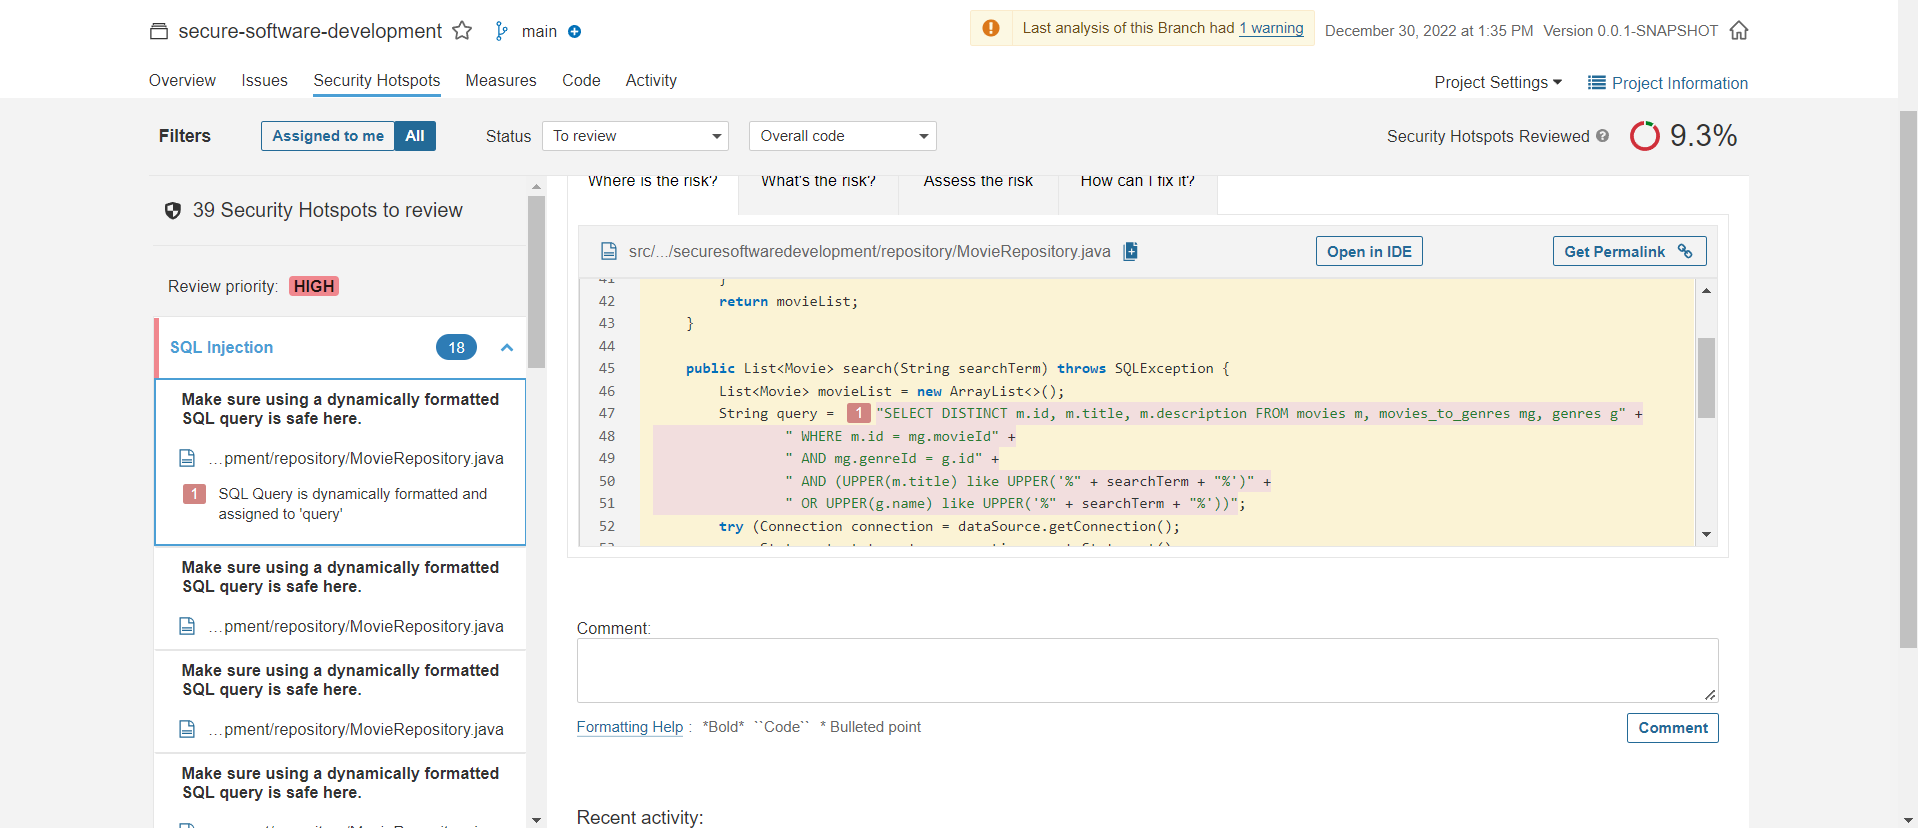 secure-software-development main
Last analysis of this Branch had 1 warning December 30, 2022 at 1:35 PM Version 0.0.1-SNAPSHOT
Overview Issues Security Hotspots Measures Code Activity
Project Settings Project Information
Filters Assigned to me All Status To review Overall code Security Hotspots Reviewed ? 9.3%
39 Security Hotspots to review
Review priority: HIGH
SQL Injection 18
Make sure using a dynamically formatted
SQL query is safe here.
...pment/repository/MovieRepository.java
1 SQL Query is dynamically formatted and
assigned to 'query'
Make sure using a dynamically formatted
SQL query is safe here.
...pment/repository/MovieRepository.java
Make sure using a dynamically formatted
SQL query is safe here.
...pment/repository/MovieRepository.java
Make sure using a dynamically formatted
SQL query is safe here.
Where is the risk? What's the risk? Assess the risk How can I fix it?
src/.../securesoftwaredevelopment/repository/MovieRepository.java Open in IDE Get Permalink
41 }
42 return movieList;
43 }
44
45 public List<Movie> search(String searchTerm) throws SQLException {
46 List<Movie> movieList = new ArrayList<>();
47 String query = 1 "SELECT DISTINCT m.id, m.title, m.description FROM movies m, movies_to_genres mg, genres g" +
48 " WHERE m.id = mg.movieId" +
49 " AND mg.genreId = g.id" +
50 " AND (UPPER(m.title) like UPPER('%" + searchTerm + "%')" +
51 " OR UPPER(g.name) like UPPER('%" + searchTerm + "%'))";
52 try (Connection connection = dataSource.getConnection();
Comment:
Formatting Help : *Bold* ``Code`` * Bulleted point
Comment
Recent activity: